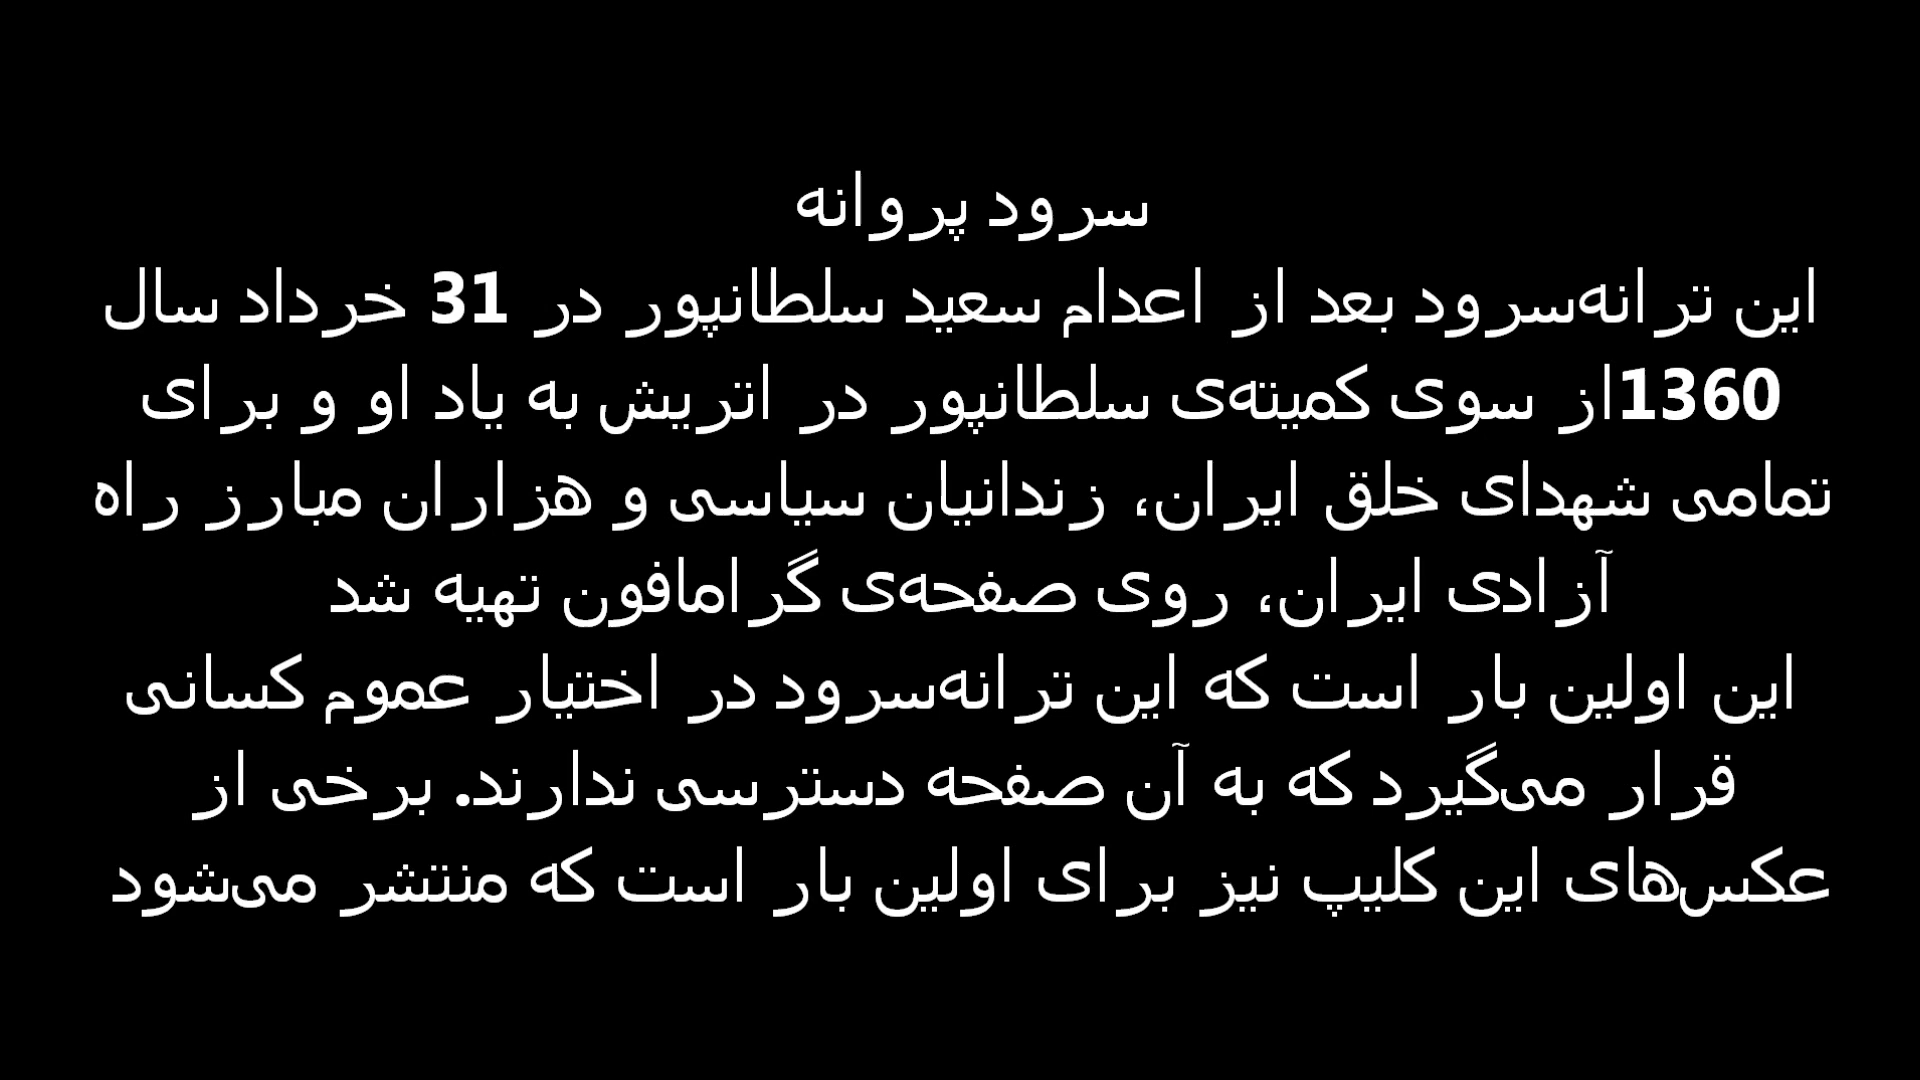 سرود پروانه
این ترانه‌سرود بعد از اعدام سعید سلطانپور در 31 خرداد سال
1360از سوی کمیته‌ی سلطانپور در اتریش به یاد او و برای
تمامی شهدای خلق ایران، زندانیان سیاسی و هزاران مبارز راه
آزادی ایران، روی صفحه‌ی گرامافون تهیه شد
این اولین بار است که این ترانه‌سرود در اختیار عموم کسانی
قرار می‌گیرد که به آن صفحه دسترسی ندارند. برخی از
عکس‌های این کلیپ نیز برای اولین بار است که منتشر می‌شود